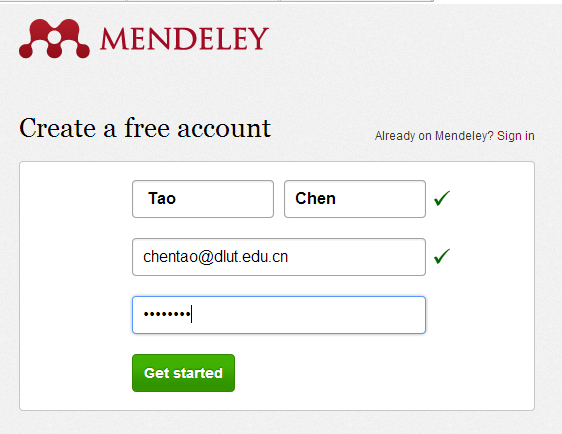 MENDELEY
Create a free account
Already on Mendeley? Sign in
Tao Chen
chentao@dlut.edu.cn
••••••••
Get started